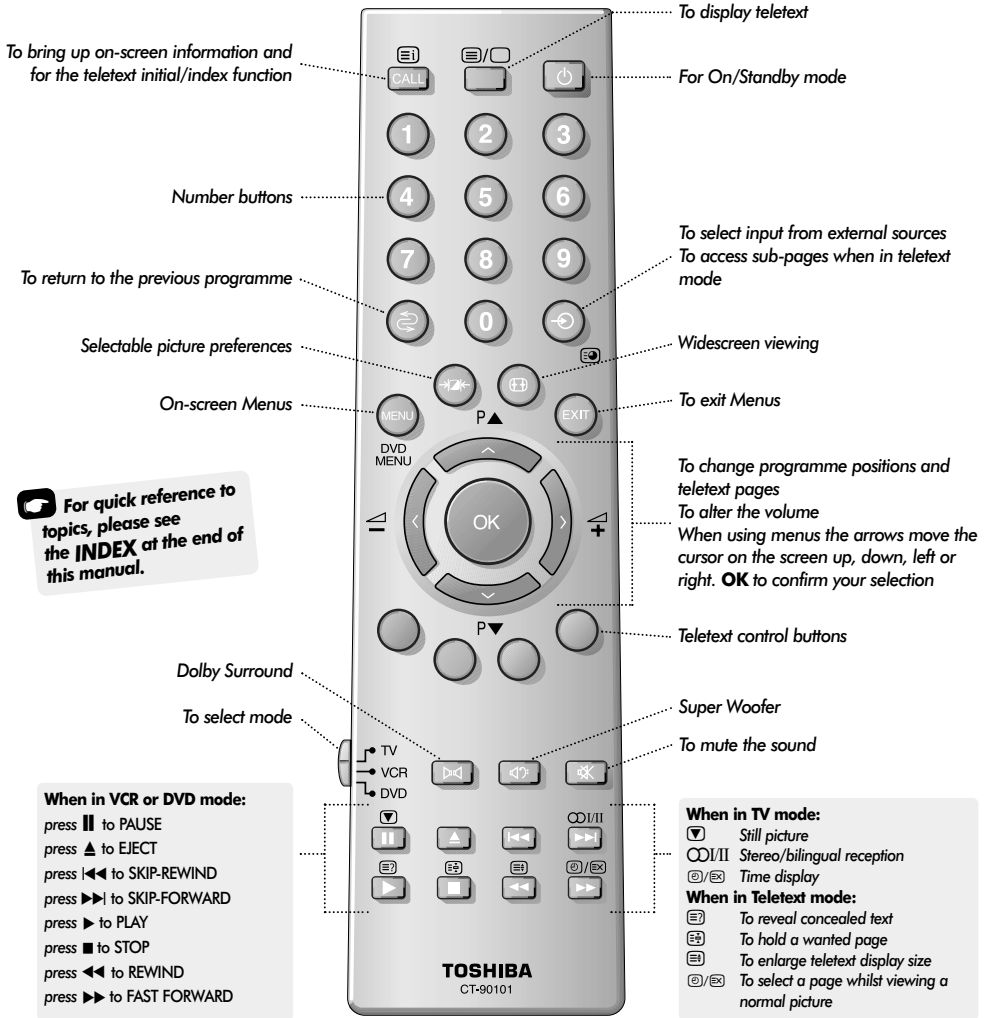 To display teletext
To bring up on-screen information and
for the teletext initial/index function
CALL
For On/Standby mode
1 2 3
Number buttons
4 5 6
To select input from external sources
To access sub-pages when in teletext
mode
7 8 9
To return to the previous programme
0
Selectable picture preferences
Widescreen viewing
On-screen Menus
MENU
P▲
EXIT
To exit Menus
DVD
MENU
For quick reference to
topics, please see
the INDEX at the end of
this manual.
OK
− +
To change programme positions and
teletext pages
To alter the volume
When using menus the arrows move the
cursor on the screen up, down, left or
right. OK to confirm your selection
P▼
Teletext control buttons
Dolby Surround
Super Woofer
To select mode
To mute the sound
TV
VCR
DVD
I/II
When in VCR or DVD mode:
press ❚❚ to PAUSE
press ▲ to EJECT
press |◀◀ to SKIP-REWIND
press ▶▶| to SKIP-FORWARD
press ▶ to PLAY
press ■ to STOP
press ◀◀ to REWIND
press ▶▶ to FAST FORWARD
When in TV mode:
Still picture
I/II Stereo/bilingual reception
Time display
When in Teletext mode:
To reveal concealed text
To hold a wanted page
To enlarge teletext display size
To select a page whilst viewing a
normal picture
TOSHIBA
CT-90101